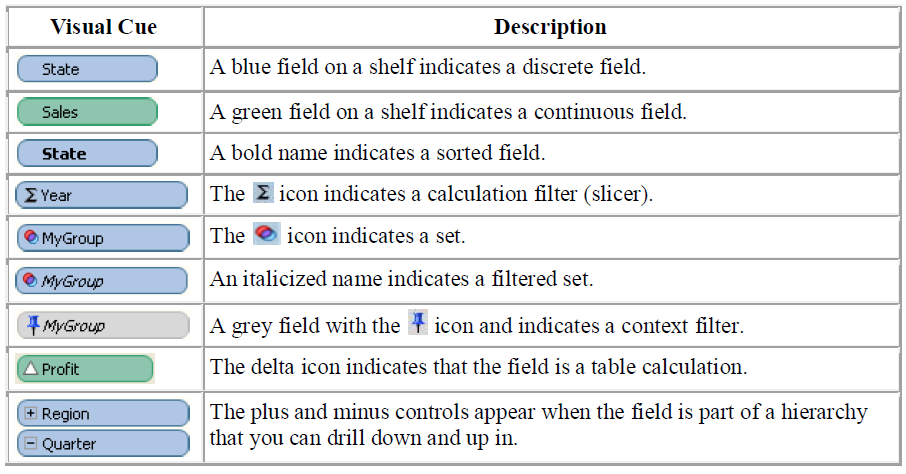 Visual Cue Description
State A blue field on a shelf indicates a discrete field.
Sales A green field on a shelf indicates a continuous field.
State A bold name indicates a sorted field.
Σ Year The Σ icon indicates a calculation filter (slicer).
MyGroup The icon indicates a set.
MyGroup An italicized name indicates a filtered set.
MyGroup A grey field with the icon and indicates a context filter.
Profit The delta icon indicates that the field is a table calculation.
+ Region The plus and minus controls appear when the field is part of a hierarchy
− Quarter that you can drill down and up in.